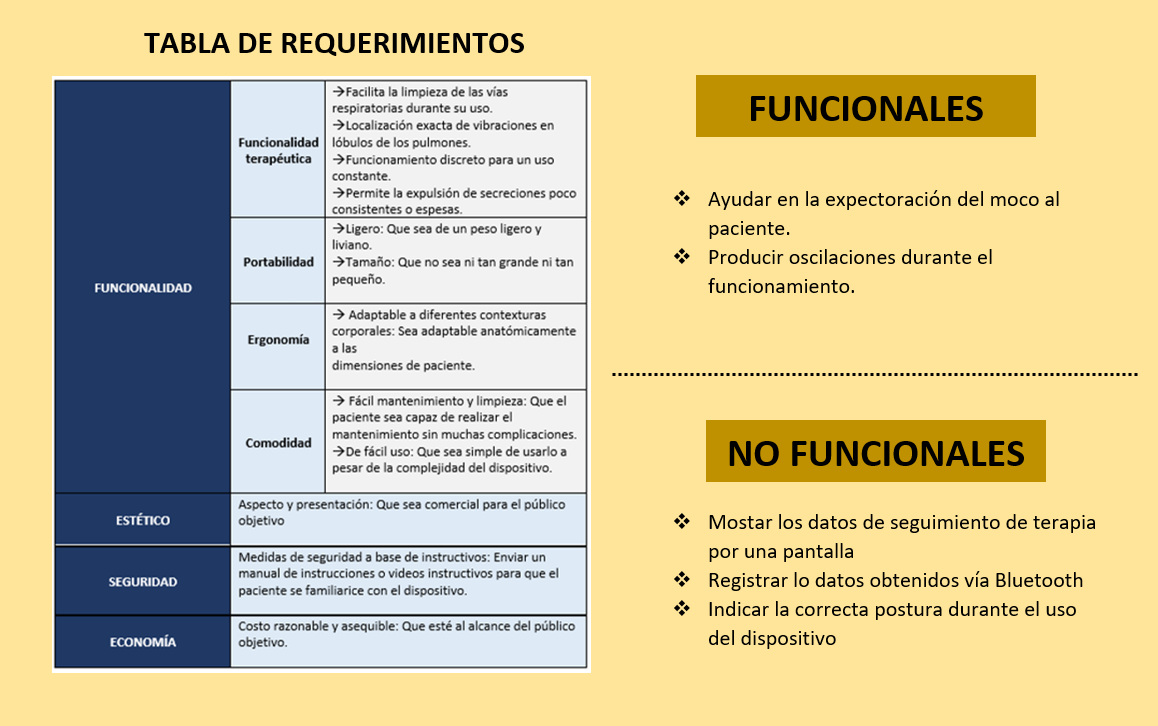 TABLA DE REQUERIMIENTOS
FUNCIONALIDAD
Funcionalidad
terapéutica
→Facilita la limpieza de las vías
respiratorias durante su uso.
→Localización exacta de vibraciones en
lóbulos de los pulmones.
→Funcionamiento discreto para un uso
constante.
→Permite la expulsión de secreciones poco
consistentes o espesas.
Portabilidad
→Ligero: Que sea de un peso ligero y
liviano.
→Tamaño: Que no sea ni tan grande ni tan
pequeño.
Ergonomía
→ Adaptable a diferentes contexturas
corporales: Sea adaptable anatómicamente
a las
dimensiones de paciente.
Comodidad
→ Fácil mantenimiento y limpieza: Que el
paciente sea capaz de realizar el
mantenimiento sin muchas complicaciones.
→De fácil uso: Que sea simple de usarlo a
pesar de la complejidad del dispositivo.
ESTÉTICO
Aspecto y presentación: Que sea comercial para el público
objetivo
SEGURIDAD
Medidas de seguridad a base de instructivos: Enviar un
manual de instrucciones o videos instructivos para que el
paciente se familiarice con el dispositivo.
ECONOMÍA
Costo razonable y asequible: Que esté al alcance del público
objetivo.
FUNCIONALES
❖ Ayudar en la expectoración del moco al
paciente.
❖ Producir oscilaciones durante el
funcionamiento.
NO FUNCIONALES
❖ Mostar los datos de seguimiento de terapia
por una pantalla
❖ Registrar lo datos obtenidos vía Bluetooth
❖ Indicar la correcta postura durante el uso
del dispositivo